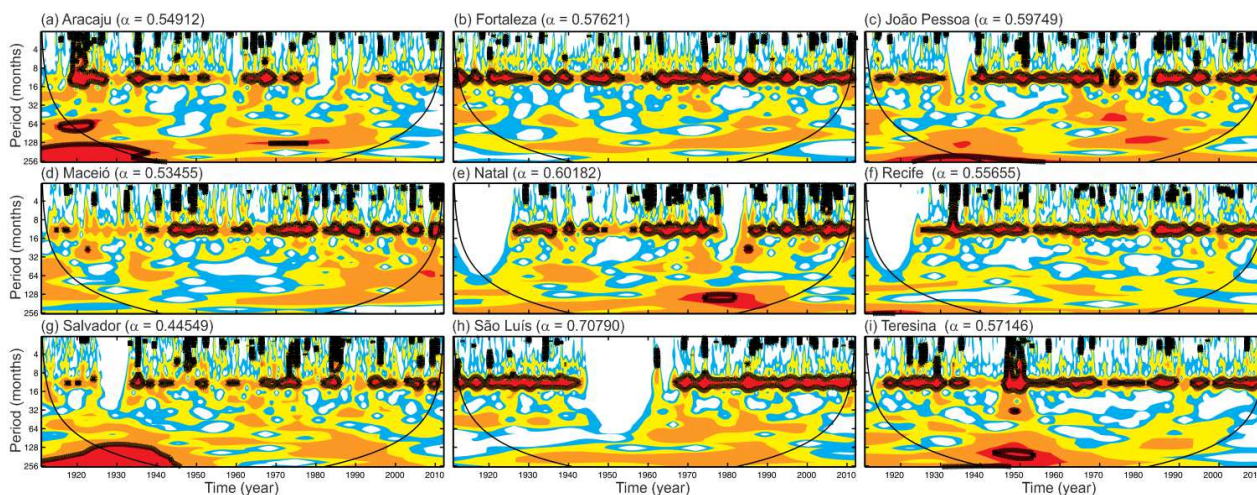 (a) Aracaju (α = 0.54912)
(b) Fortaleza (α = 0.57621)
(c) João Pessoa (α = 0.59749)
Period (months)
4
8
16
32
64
128
256
(d) Maceió (α = 0.53455)
(e) Natal (α = 0.60182)
(f) Recife (α = 0.55655)
Period (months)
4
8
16
32
64
128
256
(g) Salvador (α = 0.44549)
(h) São Luís (α = 0.70790)
(i) Teresina (α = 0.57146)
Period (months)
4
8
16
32
64
128
256
1920 1930 1940 1950 1960 1970 1980 1990 2000 2010
1920 1930 1940 1950 1960 1970 1980 1990 2000 2010
1920 1930 1940 1950 1960 1970 1980 1990 2000 2010
Time (year)
Time (year)
Time (year)